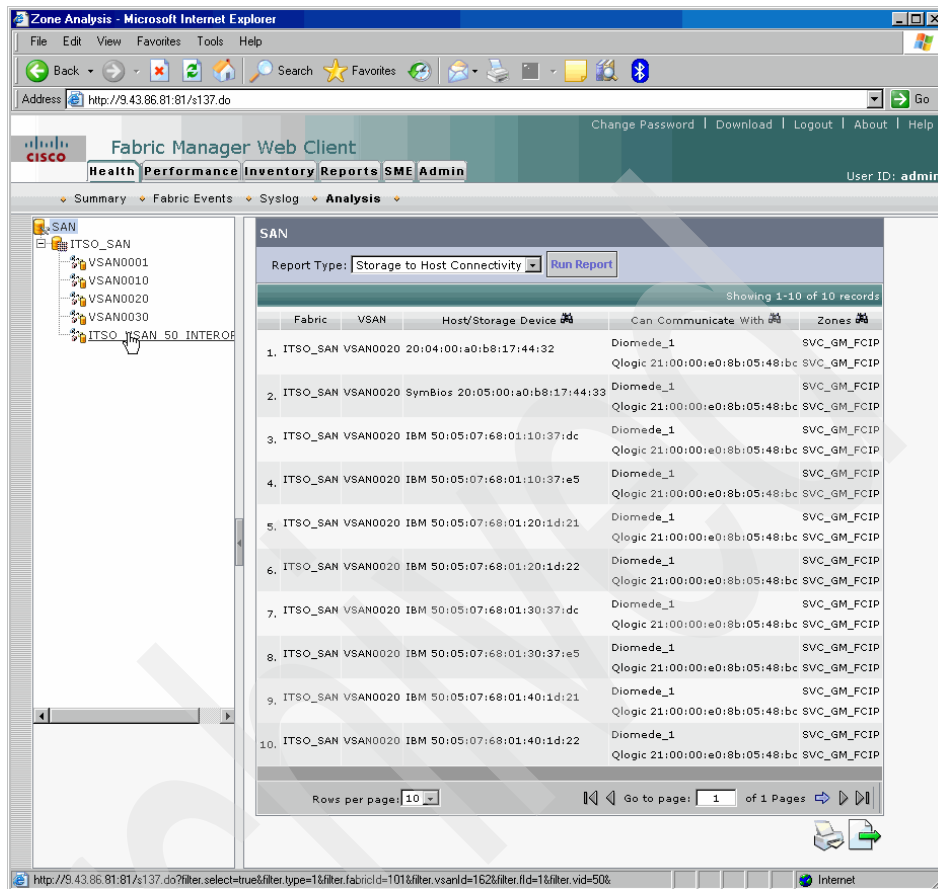 Zone Analysis - Microsoft Internet Explorer
File Edit View Favorites Tools Help
Back Search Favorites
Address http://9.43.86.81:81/s137.do Go
Change Password | Download | Logout | About | Help
CISCO
Fabric Manager Web Client
Health Performance Inventory Reports SME Admin
User ID: admin
Summary Fabric Events Syslog Analysis
SAN
ITSO_SAN
VSAN0001
VSAN0010
VSAN0020
VSAN0030
ITSO_VSAN_50_INTEROP
SAN
Report Type: Storage to Host Connectivity Run Report
Showing 1-10 of 10 records
Fabric VSAN Host/Storage Device Can Communicate With Zones
1. ITSO_SAN VSAN0020 20:04:00:a0:b8:17:44:32 Diomede_1 SVC_GM_FCIP
Qlogic 21:00:00:e0:8b:05:48:bc SVC_GM_FCIP
2. ITSO_SAN VSAN0020 SymBios 20:05:00:a0:b8:17:44:33 Diomede_1 SVC_GM_FCIP
Qlogic 21:00:00:e0:8b:05:48:bc SVC_GM_FCIP
3. ITSO_SAN VSAN0020 IBM 50:05:07:68:01:10:37:dc Diomede_1 SVC_GM_FCIP
Qlogic 21:00:00:e0:8b:05:48:bc SVC_GM_FCIP
4. ITSO_SAN VSAN0020 IBM 50:05:07:68:01:10:37:e5 Diomede_1 SVC_GM_FCIP
Qlogic 21:00:00:e0:8b:05:48:bc SVC_GM_FCIP
5. ITSO_SAN VSAN0020 IBM 50:05:07:68:01:20:1d:21 Diomede_1 SVC_GM_FCIP
Qlogic 21:00:00:e0:8b:05:48:bc SVC_GM_FCIP
6. ITSO_SAN VSAN0020 IBM 50:05:07:68:01:20:1d:22 Diomede_1 SVC_GM_FCIP
Qlogic 21:00:00:e0:8b:05:48:bc SVC_GM_FCIP
7. ITSO_SAN VSAN0020 IBM 50:05:07:68:01:30:37:dc Diomede_1 SVC_GM_FCIP
Qlogic 21:00:00:e0:8b:05:48:bc SVC_GM_FCIP
8. ITSO_SAN VSAN0020 IBM 50:05:07:68:01:30:37:e5 Diomede_1 SVC_GM_FCIP
Qlogic 21:00:00:e0:8b:05:48:bc SVC_GM_FCIP
9. ITSO_SAN VSAN0020 IBM 50:05:07:68:01:40:1d:21 Diomede_1 SVC_GM_FCIP
Qlogic 21:00:00:e0:8b:05:48:bc SVC_GM_FCIP
10. ITSO_SAN VSAN0020 IBM 50:05:07:68:01:40:1d:22 Diomede_1 SVC_GM_FCIP
Qlogic 21:00:00:e0:8b:05:48:bc SVC_GM_FCIP
Rows per page: 10 Go to page: 1 of 1 Pages
http://9.43.86.81:81/s137.do?filter.select=true&filter.type=1&filter.fabricId=101&filter.vsanId=162&filter.fId=1&filter.vid=50& Internet